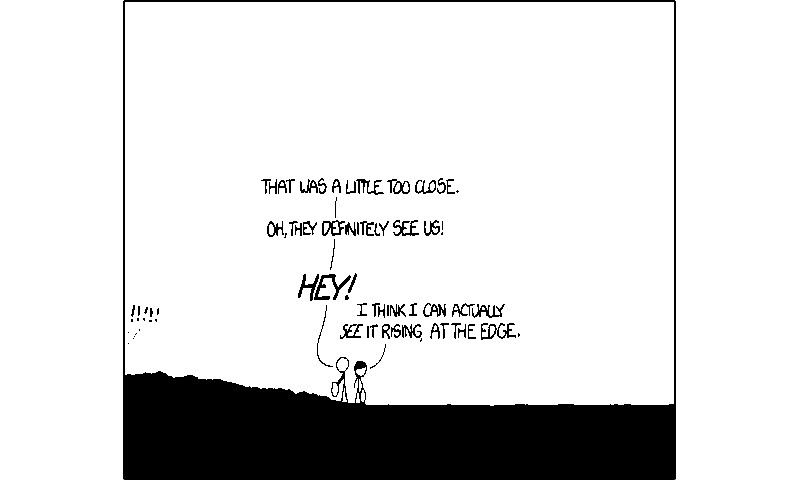 THAT WAS A LITTLE TOO CLOSE.
OH, THEY DEFINITELY SEE US!
HEY!
I THINK I CAN ACTUALLY
SEE IT RISING, AT THE EDGE.
!!!!!